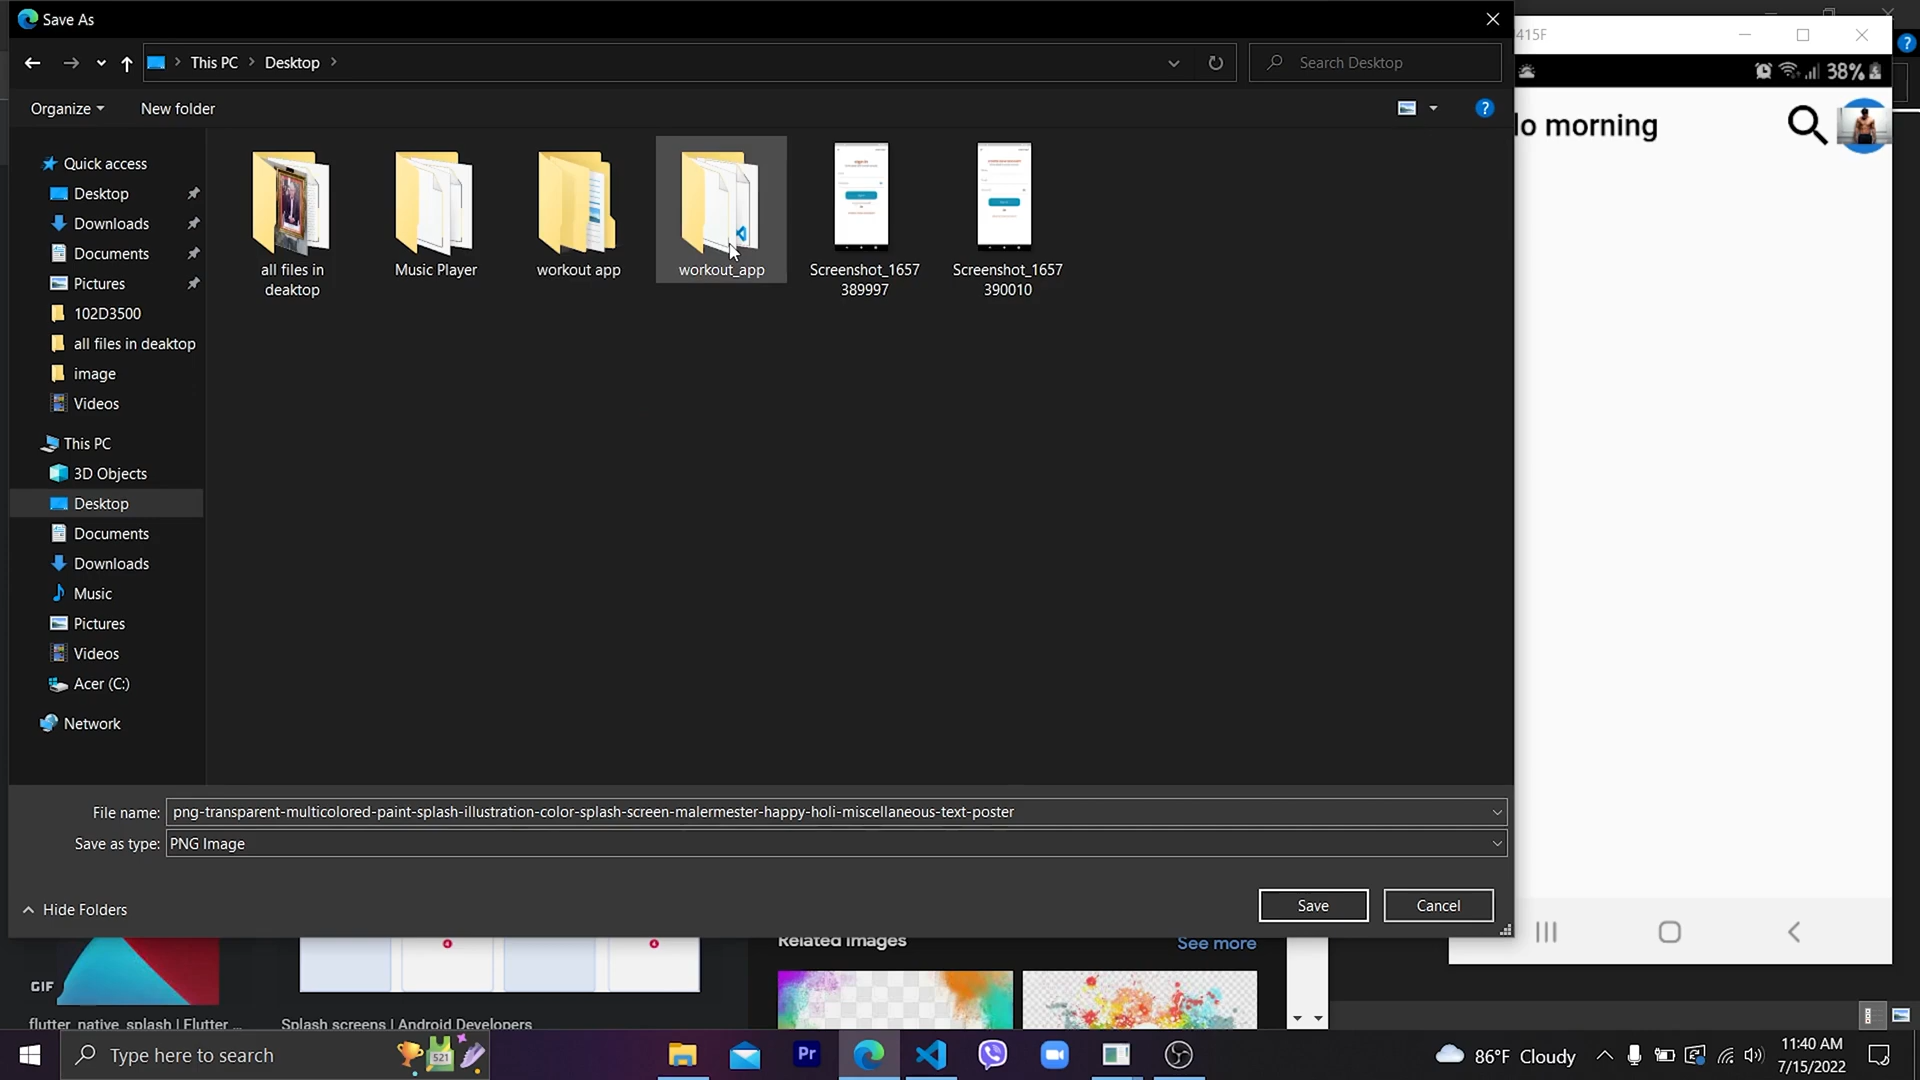 Save As
This PC
Desktop
Search Desktop
Organize
New folder
Quick access
Desktop
Downloads
Documents
Pictures
102D3500
all files in deaktop
image
Videos
This PC
3D Objects
Desktop
Documents
Downloads
Music
Pictures
Videos
Acer (C:)
Network
all files in
deaktop
Music Player
workout app
workout_app
Screenshot_1657
389997
Screenshot_1657
390010
File name: png-transparent-multicolored-paint-splash-illustration-color-splash-screen-malermester-happy-holi-miscellaneous-text-poster
Save as type: PNG Image
Hide Folders
Save
Cancel
415F
38%
lo morning
Related images
See more
GIF
flutter_native_splash | Flutter ...
Splash screens | Android Developers
Type here to search
521
Pr
86°F Cloudy
11:40 AM
7/15/2022